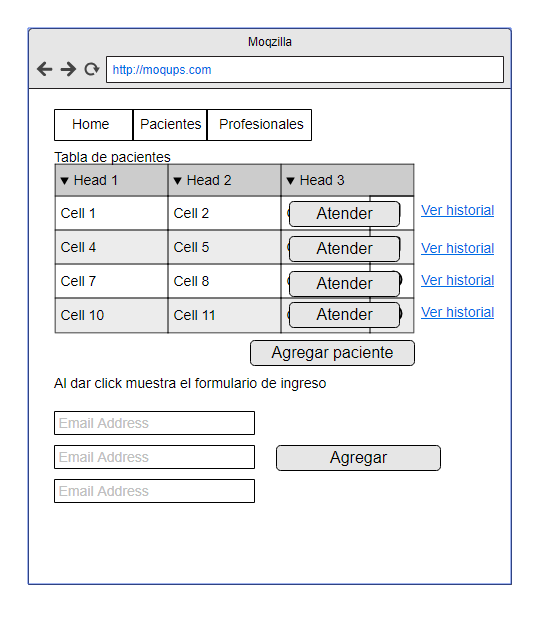 Moqzilla
http://moqups.com
Home Pacientes Profesionales
Tabla de pacientes
▼ Head 1 ▼ Head 2 ▼ Head 3
Cell 1 Cell 2 Atender Ver historial
Cell 4 Cell 5 Atender Ver historial
Cell 7 Cell 8 Atender Ver historial
Cell 10 Cell 11 Atender Ver historial
Agregar paciente
Al dar click muestra el formulario de ingreso
Email Address
Email Address Agregar
Email Address